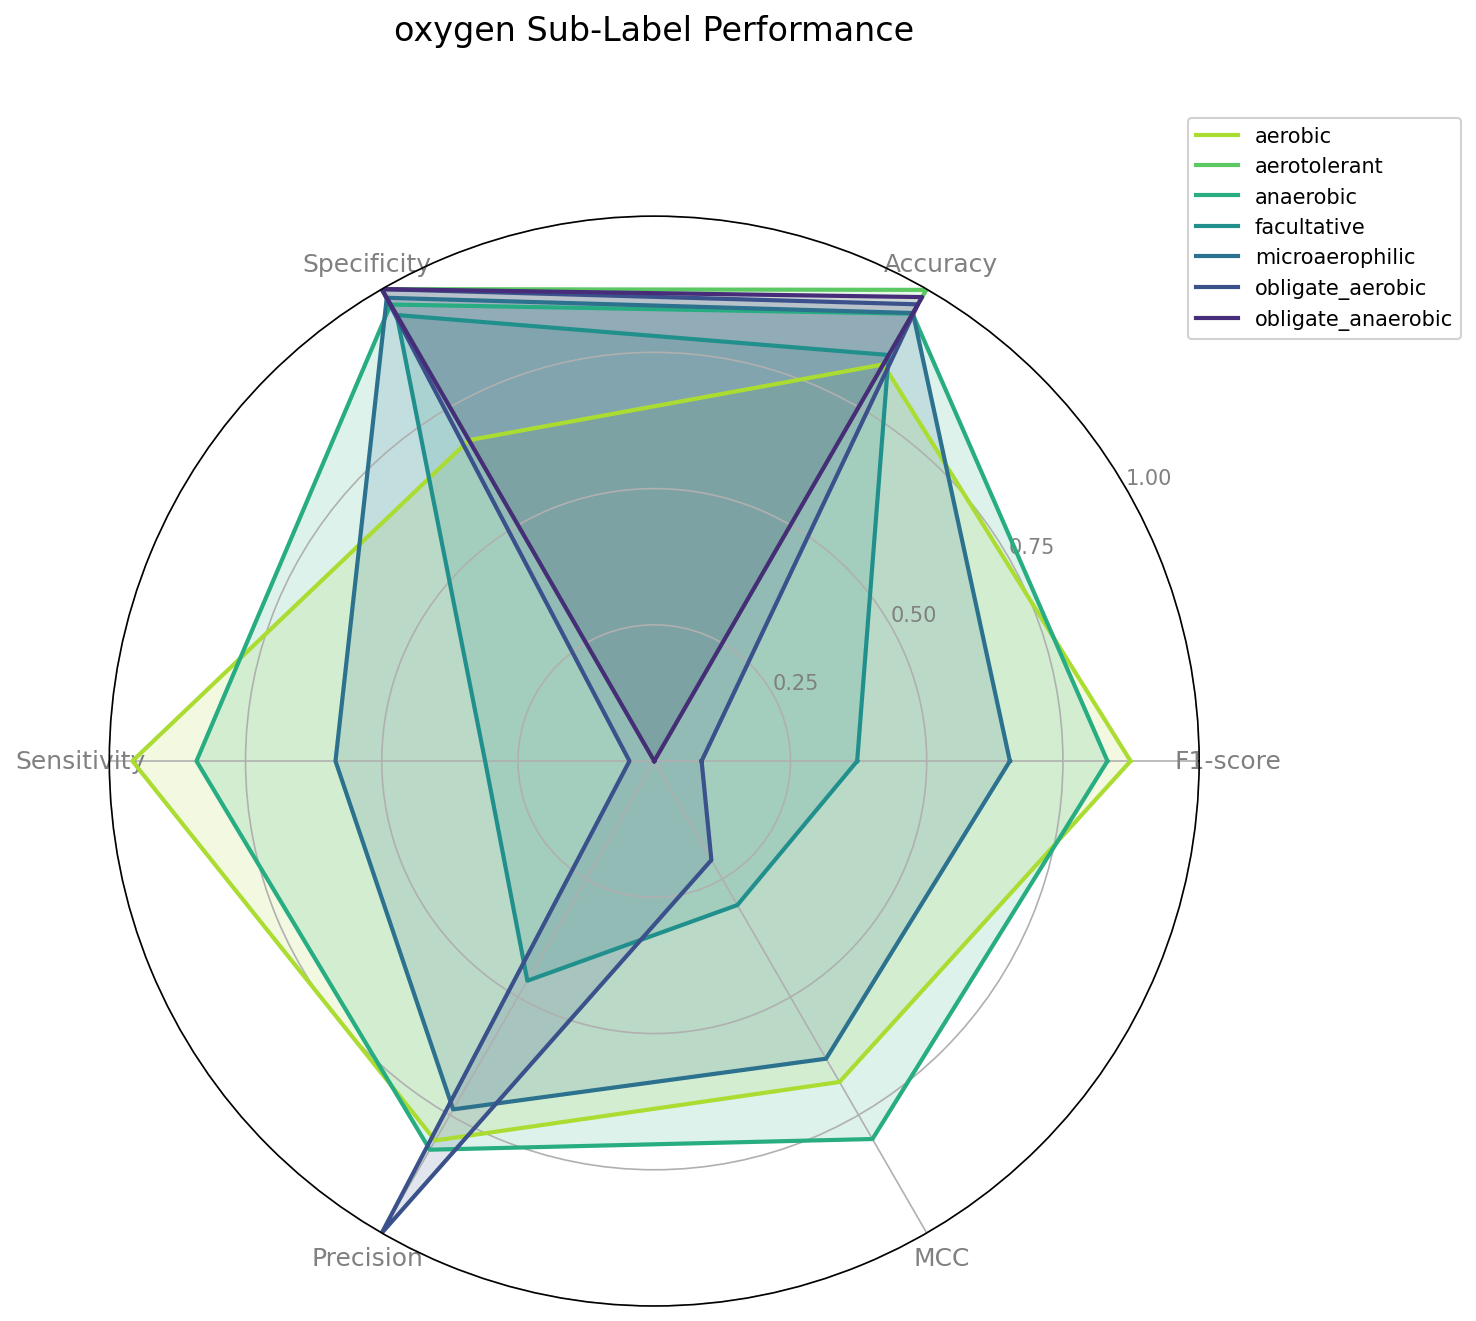 oxygen Sub-Label Performance
aerobic
aerotolerant
anaerobic
facultative
microaerophilic
obligate_aerobic
obligate_anaerobic
Specificity
Accuracy
1.00
0.75
0.50
0.25
Sensitivity
F1-score
Precision
MCC